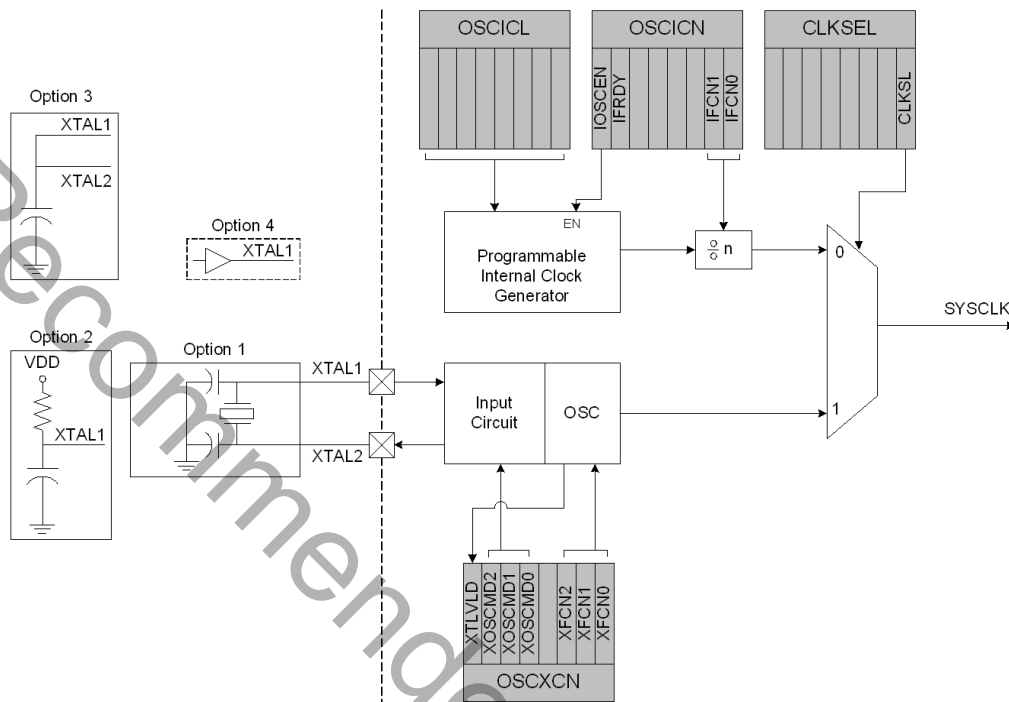 OSCICL
OSCICN
CLKSEL
IOSCEN
IFRDY
IFCN1
IFCN0
CLKSL
Option 3
XTAL1
XTAL2
Option 4
XTAL1
EN
Programmable
Internal Clock
Generator
n
0
SYSCLK
Option 2
VDD
XTAL1
Option 1
XTAL1
XTAL2
Input
Circuit
OSC
1
XTLVLD
XOSCMD2
XOSCMD1
XOSCMD0
XFCN2
XFCN1
XFCN0
OSCXCN
Recommende